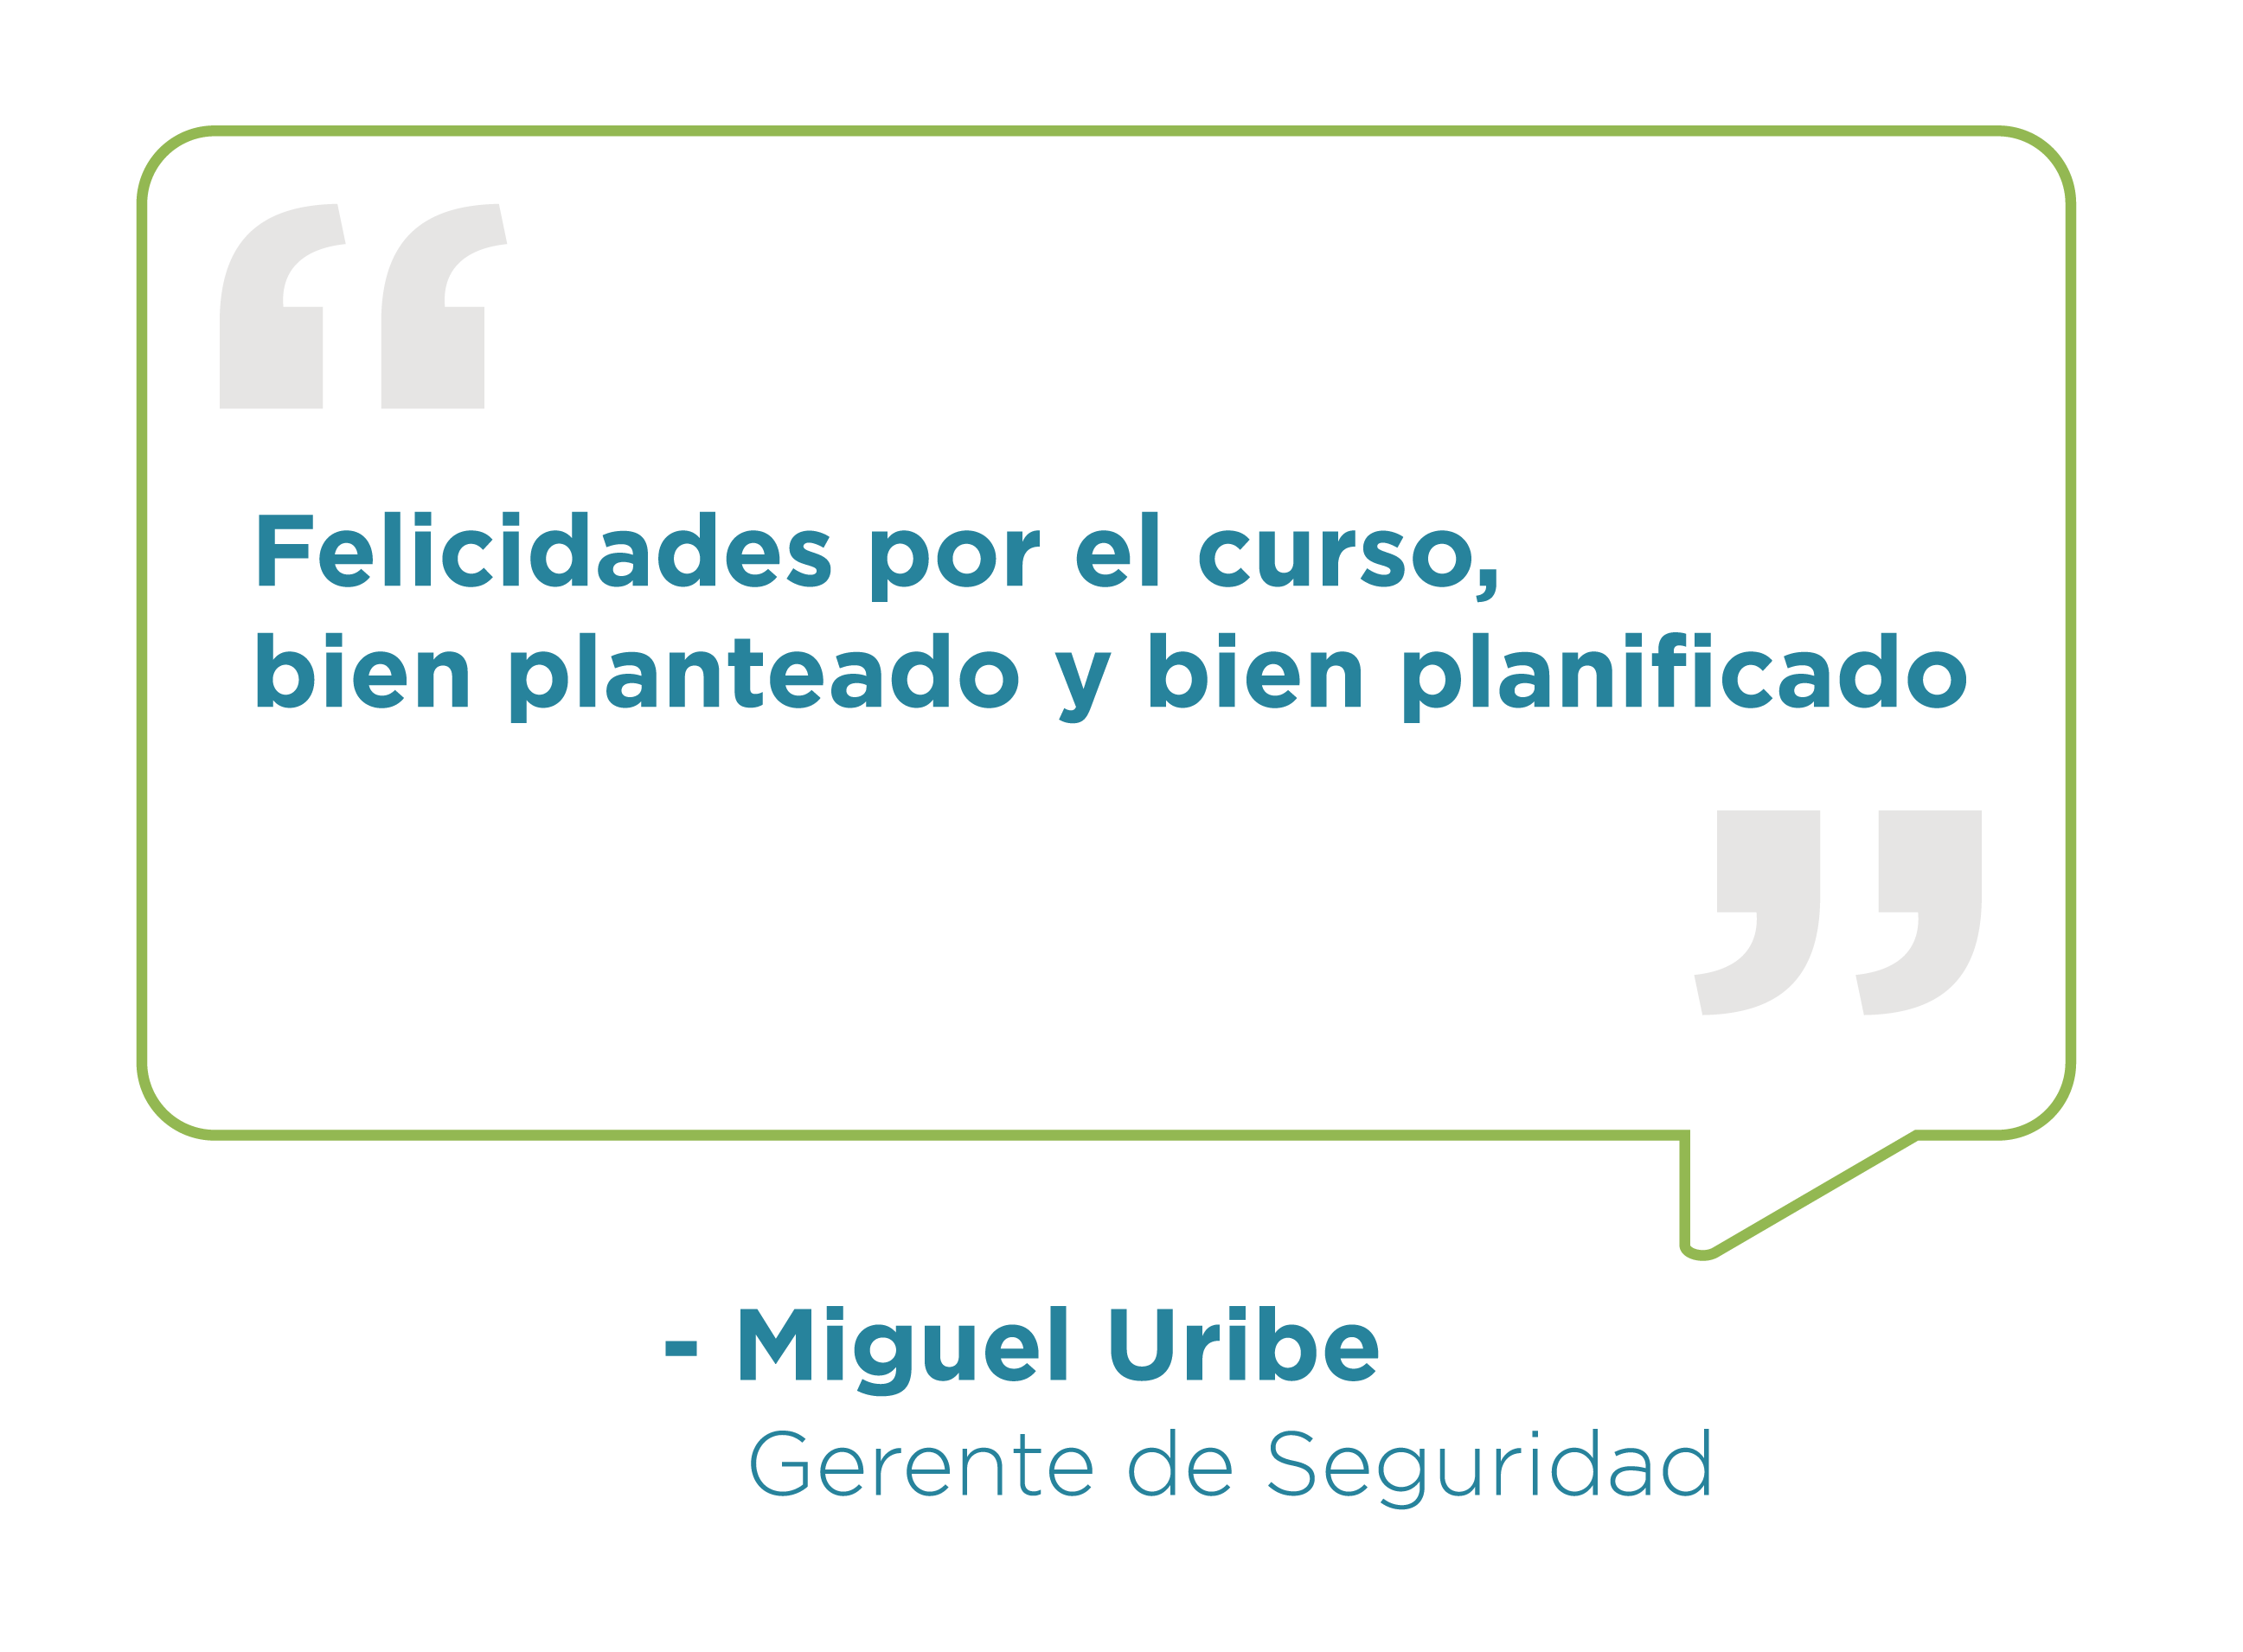 “
Felicidades por el curso,
bien planteado y bien planificado
”
- Miguel Uribe
Gerente de Seguridad